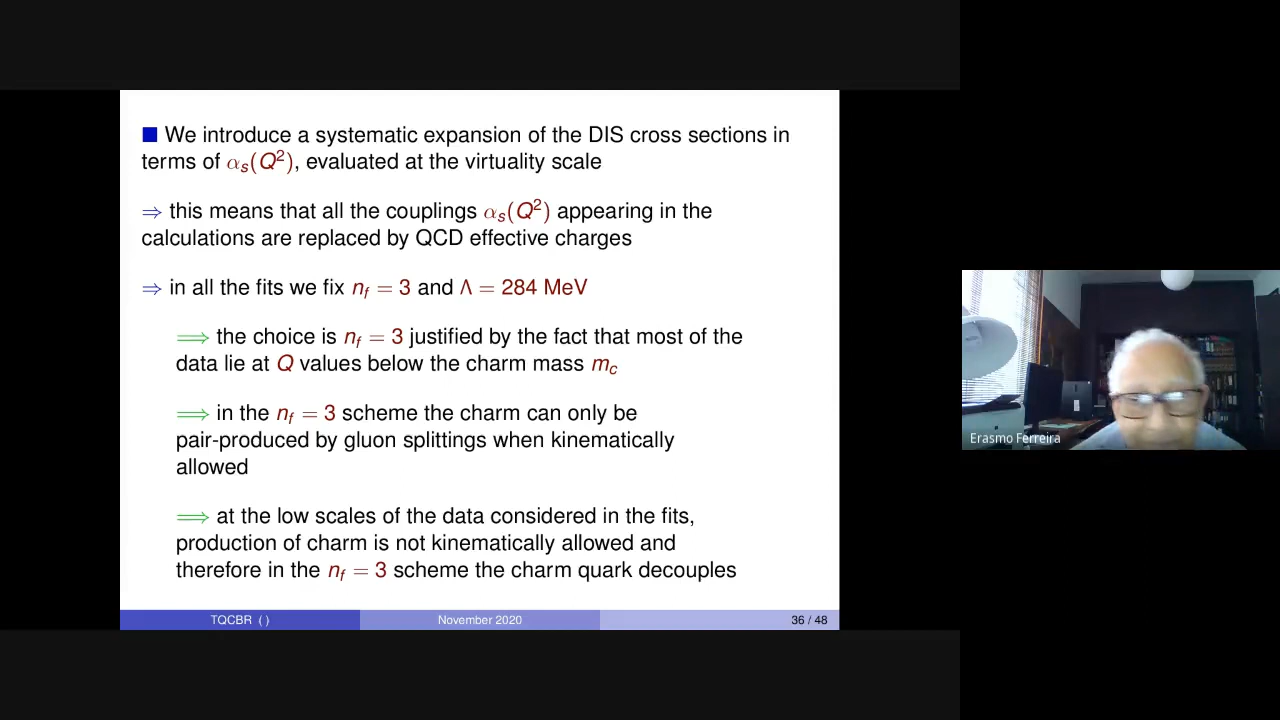 We introduce a systematic expansion of the DIS cross sections in
terms of αs(Q²), evaluated at the virtuality scale
⇒ this means that all the couplings αs(Q²) appearing in the
calculations are replaced by QCD effective charges
⇒ in all the fits we fix nf = 3 and Λ = 284 MeV
⟹ the choice is nf = 3 justified by the fact that most of the
data lie at Q values below the charm mass mc
⟹ in the nf = 3 scheme the charm can only be
pair-produced by gluon splittings when kinematically
allowed
⟹ at the low scales of the data considered in the fits,
production of charm is not kinematically allowed and
therefore in the nf = 3 scheme the charm quark decouples
TQCBR ( )
November 2020
36 / 48
Erasmo Ferreira